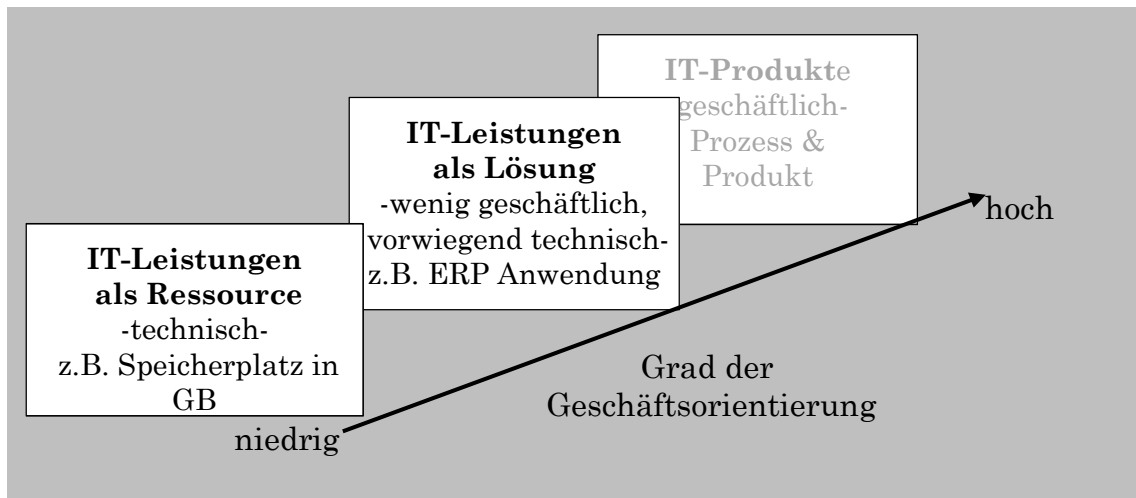 IT-Produkte
geschäftlich-
Prozess &
Produkt
IT-Leistungen
als Lösung
-wenig geschäftlich,
vorwiegend technisch-
z.B. ERP Anwendung
IT-Leistungen
als Ressource
-technisch-
z.B. Speicherplatz in
GB
hoch
Grad der
Geschäftsorientierung
niedrig